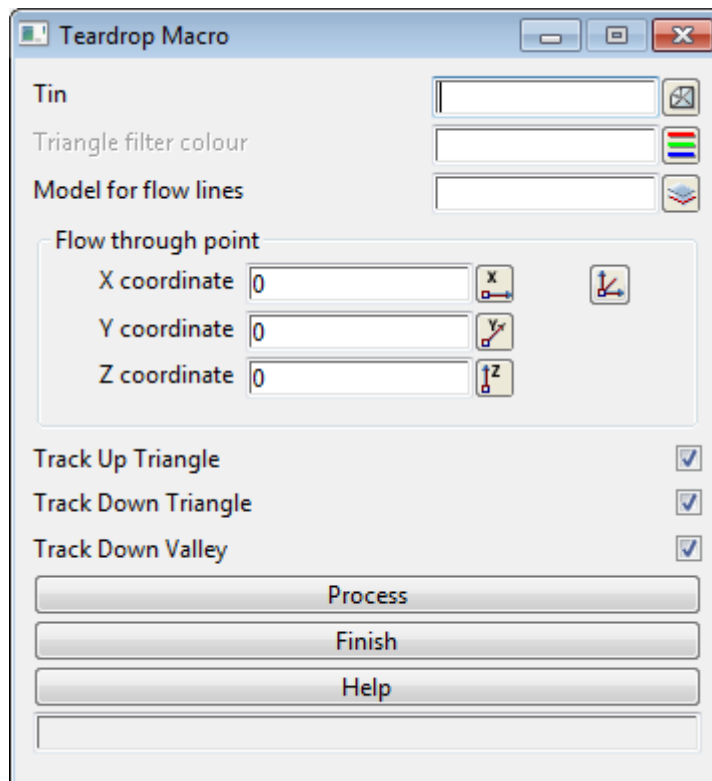 Teardrop Macro
Tin
Triangle filter colour
Model for flow lines
Flow through point
X coordinate 0 X
Y coordinate 0 Y
Z coordinate 0 Z
Track Up Triangle
Track Down Triangle
Track Down Valley
Process
Finish
Help